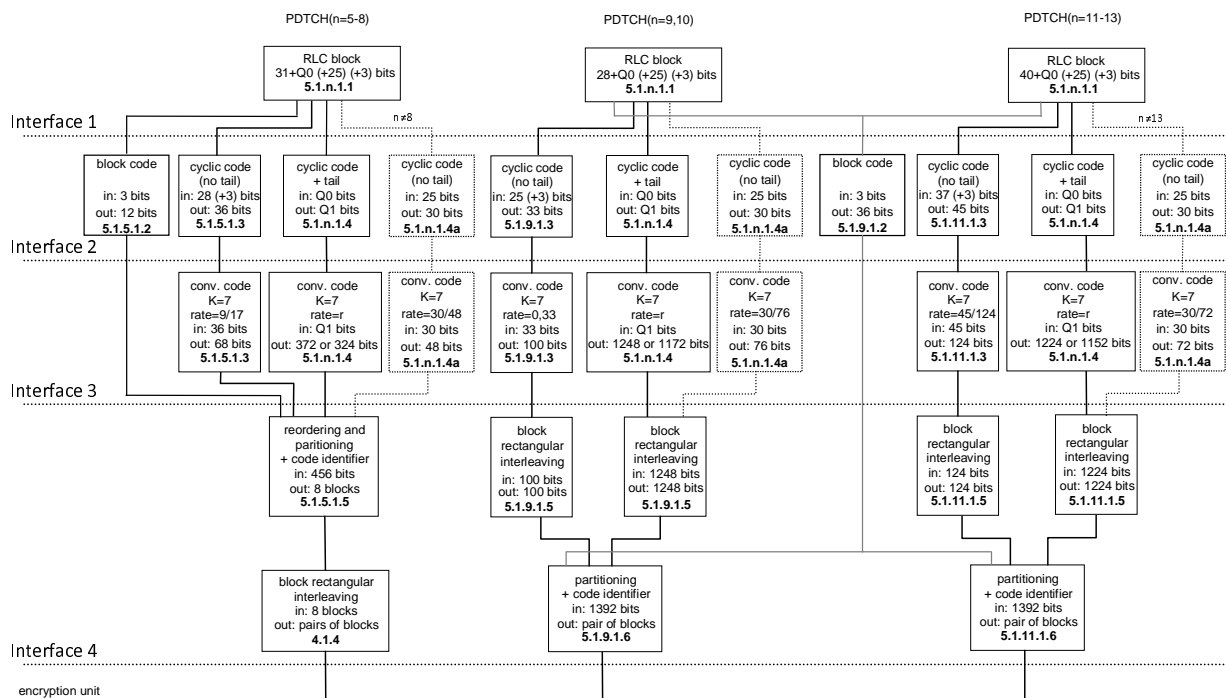 PDTCH(n=5-8)
PDTCH(n=9,10)
PDTCH(n=11-13)
RLC block
31+Q0 (+25) (+3) bits
5.1.n.1.1
RLC block
28+Q0 (+25) (+3) bits
5.1.n.1.1
RLC block
40+Q0 (+25) (+3) bits
5.1.n.1.1
n ≠8
n ≠13
Interface 1
block code
in: 3 bits
out: 12 bits
5.1.5.1.2
cyclic code
(no tail)
in: 28 (+3) bits
out: 36 bits
5.1.5.1.3
cyclic code
+ tail
in: Q0 bits
out: Q1 bits
5.1.n.1.4
cyclic code
(no tail)
in: 25 bits
out: 30 bits
5.1.n.1.4a
cyclic code
(no tail)
in: 25 (+3) bits
out: 33 bits
5.1.9.1.3
cyclic code
+ tail
in: Q0 bits
out: Q1 bits
5.1.n.1.4
cyclic code
(no tail)
in: 25 bits
out: 30 bits
5.1.n.1.4a
block code
in: 3 bits
out: 36 bits
5.1.9.1.2
cyclic code
(no tail)
in: 37 (+3) bits
out: 45 bits
5.1.11.1.3
cyclic code
+ tail
in: Q0 bits
out: Q1 bits
5.1.n.1.4
cyclic code
(no tail)
in: 25 bits
out: 30 bits
5.1.n.1.4a
Interface 2
conv. code
K=7
rate=9/17
in: 36 bits
out: 68 bits
5.1.5.1.3
conv. code
K=7
rate=r
in: Q1 bits
out: 372 or 324 bits
5.1.n.1.4
conv. code
K=7
rate=30/48
in: 30 bits
out: 48 bits
5.1.n.1.4a
conv. code
K=7
rate=0,33
in: 33 bits
out: 100 bits
5.1.9.1.3
conv. code
K=7
rate=r
in: Q1 bits
out: 1248 or 1172 bits
5.1.n.1.4
conv. code
K=7
rate=30/76
in: 30 bits
out: 76 bits
5.1.n.1.4a
conv. code
K=7
rate=45/124
in: 45 bits
out: 124 bits
5.1.11.1.3
conv. code
K=7
rate=r
in: Q1 bits
out: 1224 or 1152 bits
5.1.n.1.4
conv. code
K=7
rate=30/72
in: 30 bits
out: 72 bits
5.1.n.1.4a
Interface 3
reordering and
paritioning
+ code identifier
in: 456 bits
out: 8 blocks
5.1.5.1.5
block
rectangular
interleaving
in: 100 bits
out: 100 bits
5.1.9.1.5
block
rectangular
interleaving
in: 1248 bits
out: 1248 bits
5.1.9.1.5
block
rectangular
interleaving
in: 124 bits
out: 124 bits
5.1.11.1.5
block
rectangular
interleaving
in: 1224 bits
out: 1224 bits
5.1.11.1.5
block rectangular
interleaving
in: 8 blocks
out: pairs of blocks
4.1.4
partitioning
+ code identifier
in: 1392 bits
out: pair of blocks
5.1.9.1.6
partitioning
+ code identifier
in: 1392 bits
out: pair of blocks
5.1.11.1.6
Interface 4
encryption unit